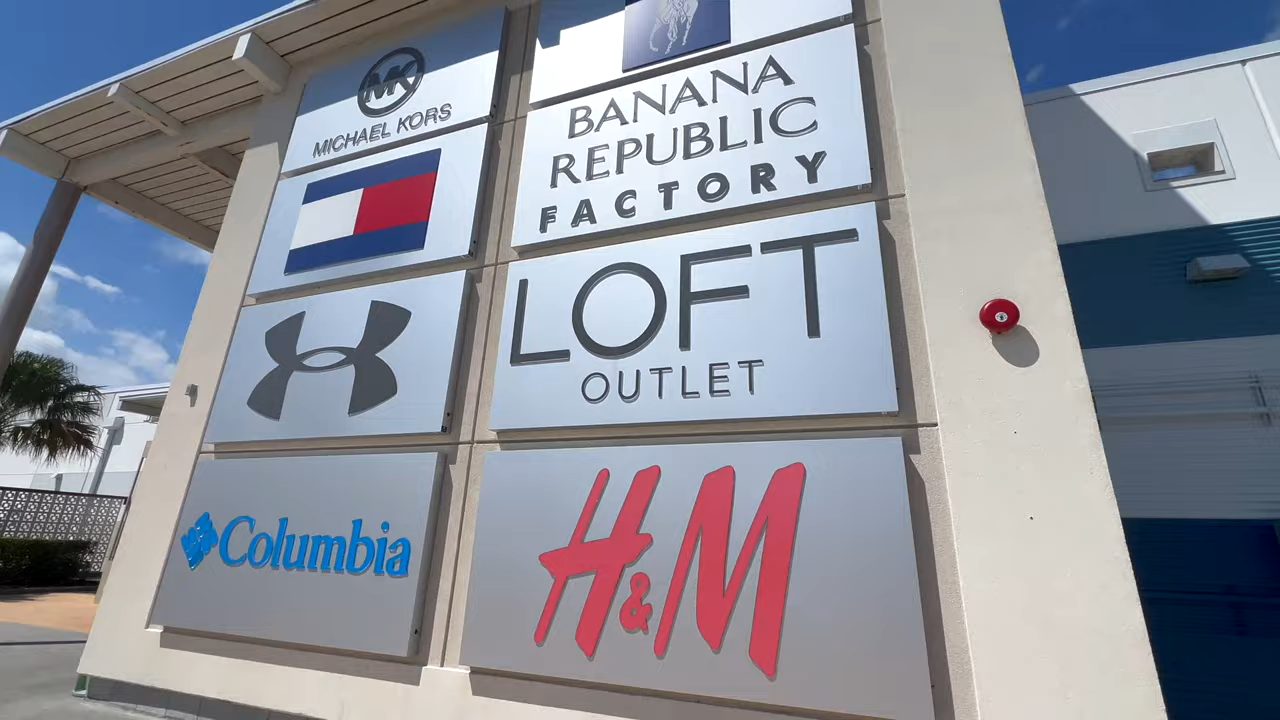 MK
MICHAEL KORS
BANANA
REPUBLIC
FACTORY
LOFT
OUTLET
Columbia
H&M